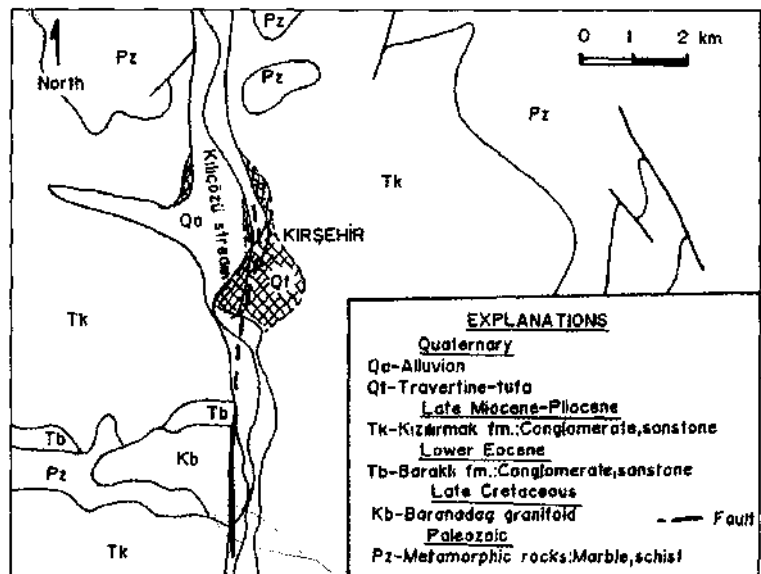 Pz
North
Pz
Pz
0 1 2 km
Pz
Tk
Kılıçözü stream
Qa
KIRŞEHİR
Qt
Tk
Tb
Tb
Pz
Kb
Tk
EXPLANATIONS
Quaternary
Qa-Alluvion
Qt-Travertine-tufa
Late Miocene-Pliocene
Tk-Kızılırmak fm.:Conglomerate,sonstone
Lower Eocene
Tb-Baraklı fm.:Conglomerate,sonstone
Late Cretaceous
Kb-Baranadag granitoid
Fault
Paleozoic
Pz-Metamorphic rocks:Marble,schist